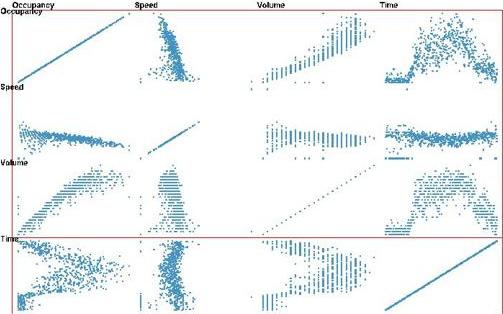 Occupancy Speed Volume Time
Occupancy
Speed
Volume
Time